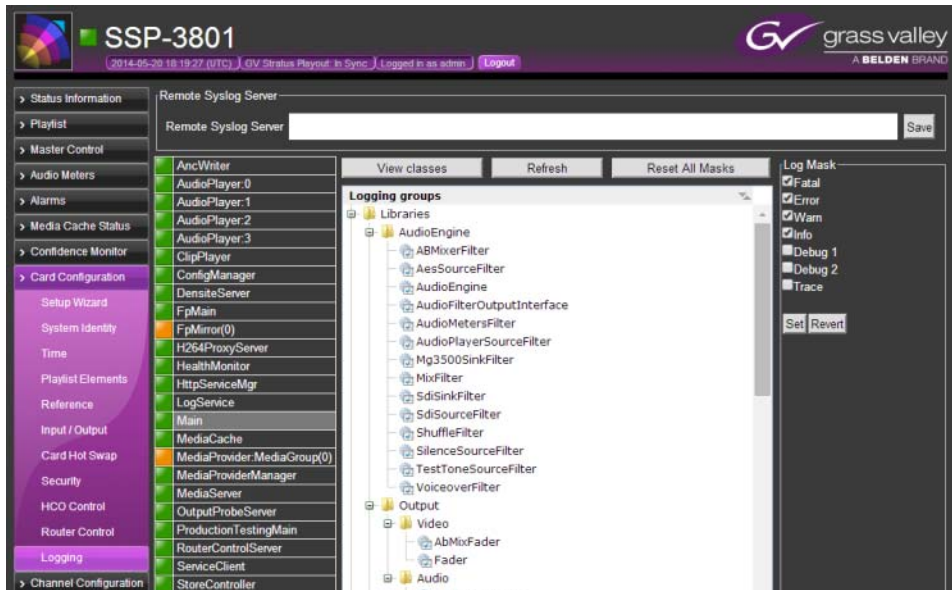 SSP-3801
2014-05-20 18:19:27 (UTC) GV Stratus Playout: In Sync Logged in as admin Logout
grass valley
A BELDEN BRAND
Status Information
Playlist
Master Control
Audio Meters
Alarms
Media Cache Status
Confidence Monitor
Card Configuration
Setup Wizard
System Identity
Time
Playlist Elements
Reference
Input / Output
Card Hot Swap
Security
HCO Control
Router Control
Logging
Channel Configuration
Remote Syslog Server
Remote Syslog Server Save
AncWriter
AudioPlayer:0
AudioPlayer:1
AudioPlayer:2
AudioPlayer:3
ClipPlayer
ConfigManager
DensiteServer
FpMain
FpMirror(0)
H264ProxyServer
HealthMonitor
HttpServiceMgr
LogService
Main
MediaCache
MediaProvider:MediaGroup(0)
MediaProviderManager
MediaServer
OutputProbeServer
ProductionTestingMain
RouterControlServer
ServiceClient
StoreController
View classes Refresh Reset All Masks
Logging groups
Libraries
AudioEngine
ABMixerFilter
AesSourceFilter
AudioEngine
AudioFilterOutputInterface
AudioMetersFilter
AudioPlayerSourceFilter
Mg3500SinkFilter
MixFilter
SdiSinkFilter
SdiSourceFilter
ShuffleFilter
SilenceSourceFilter
TestToneSourceFilter
VoiceoverFilter
Output
Video
AbMixFader
Fader
Audio
Log Mask
Fatal
Error
Warn
Info
Debug 1
Debug 2
Trace
Set Revert